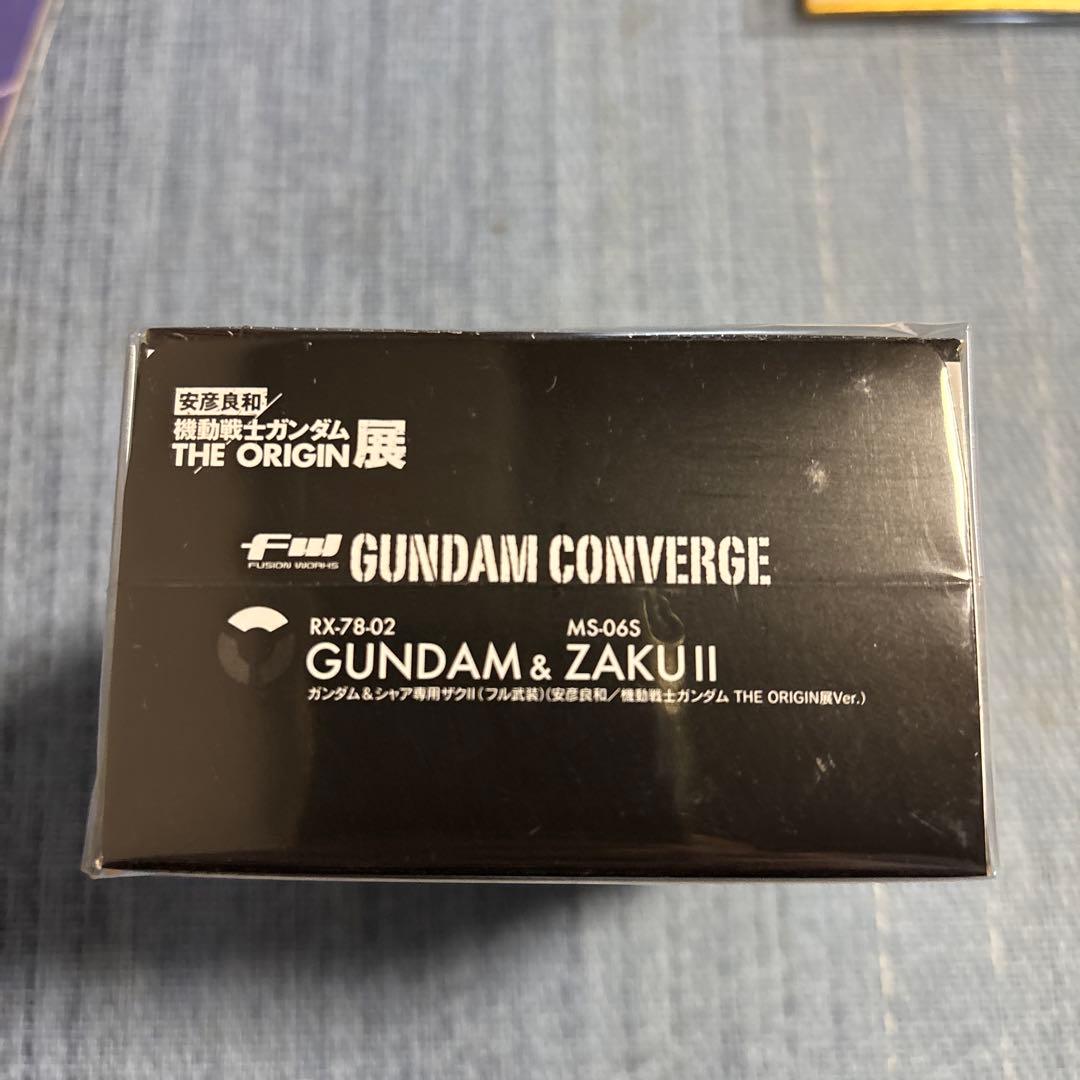 安彦良和/
機動戦士ガンダム
THE ORIGIN展
FW GUNDAM CONVERGE
FUSION WORKS
RX-78-02 MS-06S
GUNDAM & ZAKU II
ガンダム&シャア専用ザクII(フル武装)(安彦良和/機動戦士ガンダム THE ORIGIN展Ver.)